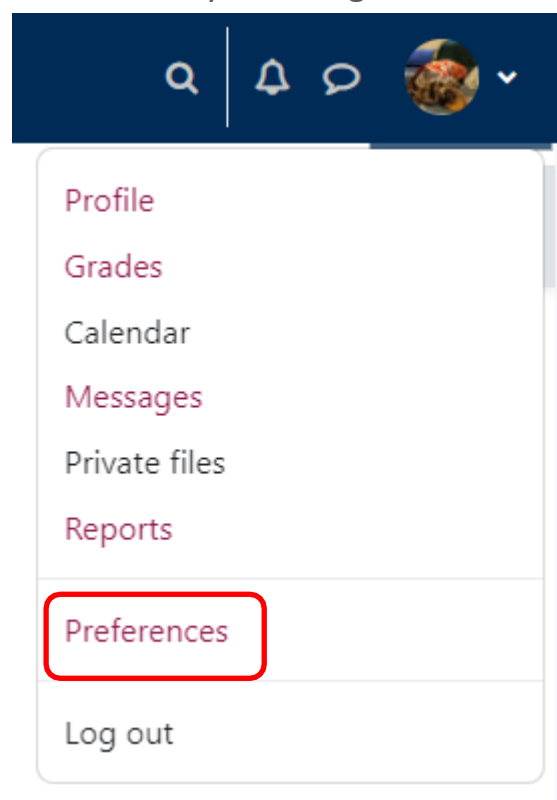 Profile
Grades
Calendar
Messages
Private files
Reports
Preferences
Log out